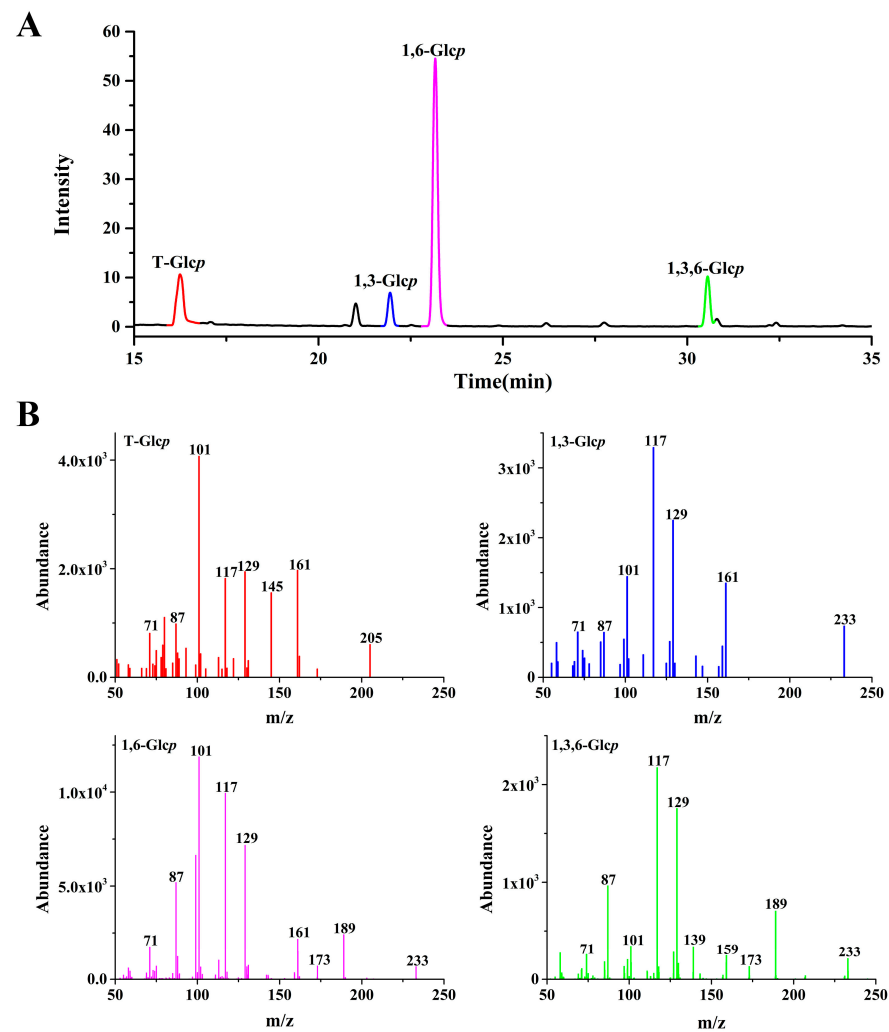 A
60
50
40
30
20
10
0
Intensity
T-Glcp
1,3-Glcp
1,6-Glcp
1,3,6-Glcp
15
20
25
30
35
Time(min)
B
T-Glcp
4.0x10³
2.0x10³
0.0
Abundance
71
87
101
117
129
145
161
205
50
100
150
200
250
m/z
1,3-Glcp
3x10³
2x10³
1x10³
0
Abundance
71
87
101
117
129
161
233
50
100
150
200
250
m/z
1,6-Glcp
1.0x10⁴
5.0x10³
0.0
Abundance
71
87
101
117
129
161
173
189
233
50
100
150
200
250
m/z
1,3,6-Glcp
2x10³
1x10³
0
Abundance
71
87
101
117
129
139
159
173
189
233
50
100
150
200
250
m/z